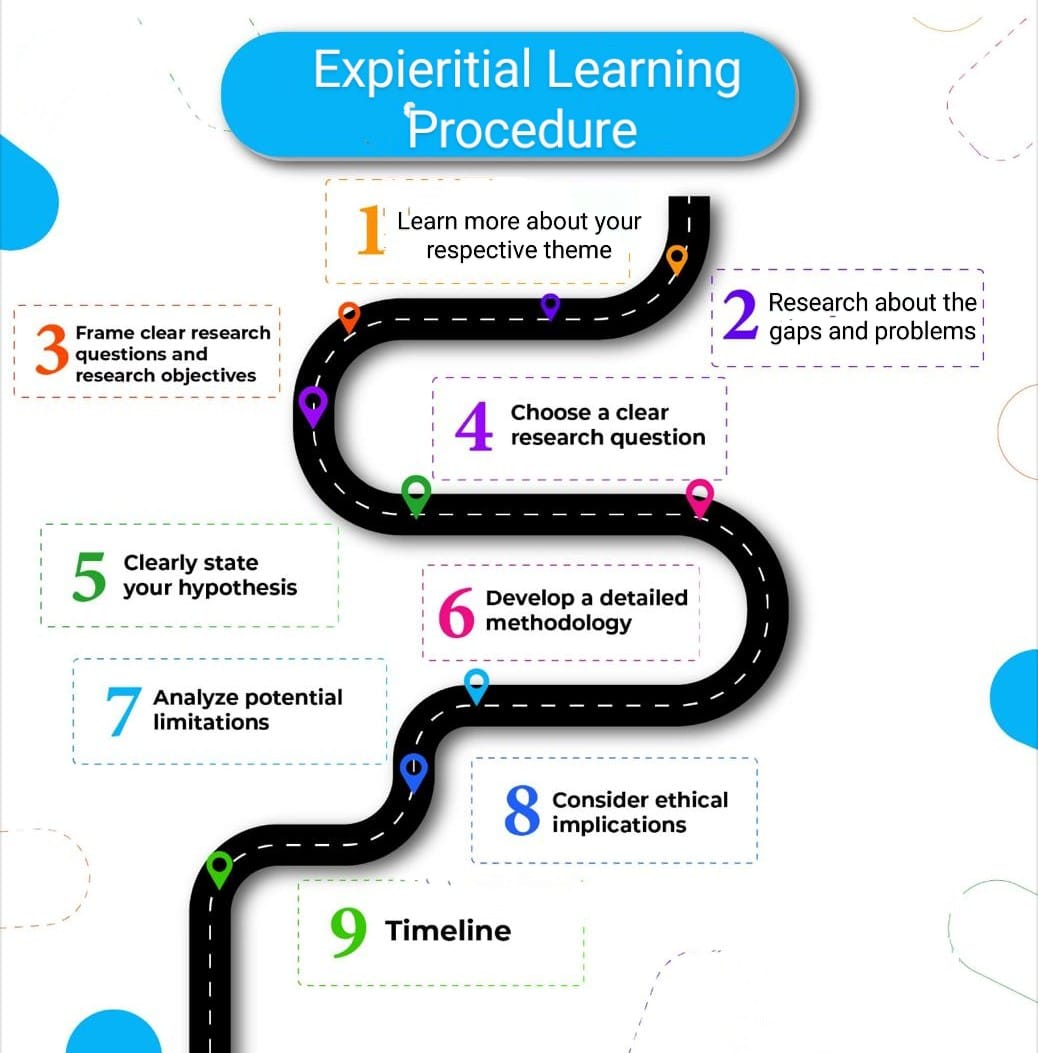 Expieritial Learning
Procedure
1
Learn more about your
respective theme
2
Research about the
gaps and problems
3
Frame clear research
questions and
research objectives
4
Choose a clear
research question
5
Clearly state
your hypothesis
6
Develop a detailed
methodology
7
Analyze potential
limitations
8
Consider ethical
implications
9
Timeline